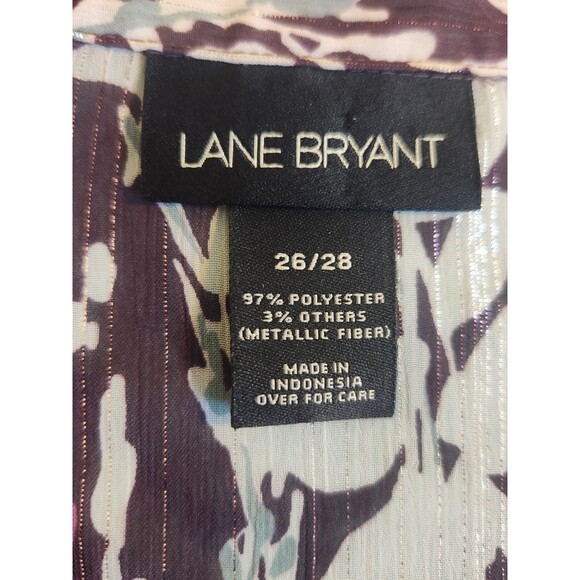 LANE BRYANT
26/28
97% POLYESTER
3% OTHERS
(METALLIC FIBER)
MADE IN
INDONESIA
OVER FOR CARE